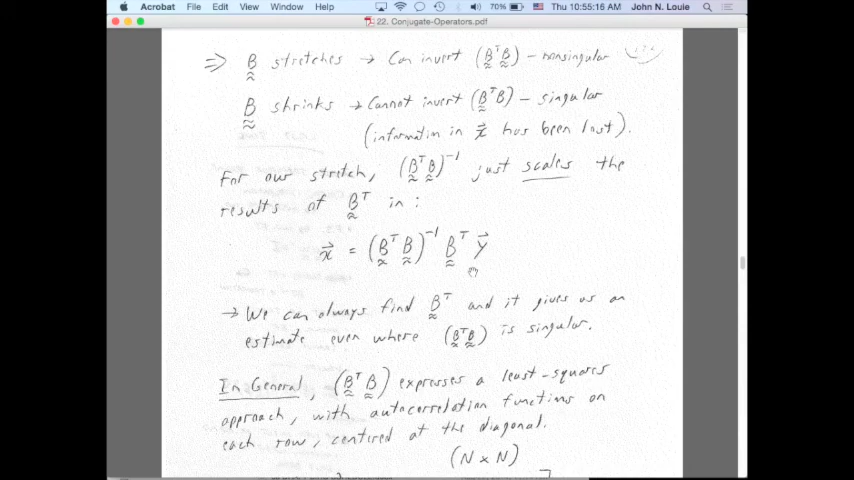 Acrobat File Edit View Window Help 70% Tue Jul 7, 10:55:16 AM John N. Louie
22. Conjugate-Operators.pdf
⇒ B stretches → Can invert (BᵀB) – nonsingular
B shrinks → Cannot invert (BᵀB) – singular
(information in x⃗ has been lost).
For our stretch, (BᵀB)⁻¹ just scales the
results of Bᵀ in:
x⃗ = (BᵀB)⁻¹ Bᵀ y⃗
→ We can always find Bᵀ and it gives us an
estimate even where (BᵀB) is singular.
In General, (BᵀB) expresses a least-squares
approach, with autocorrelation functions on
each row, centered at the diagonal.
(N x N)